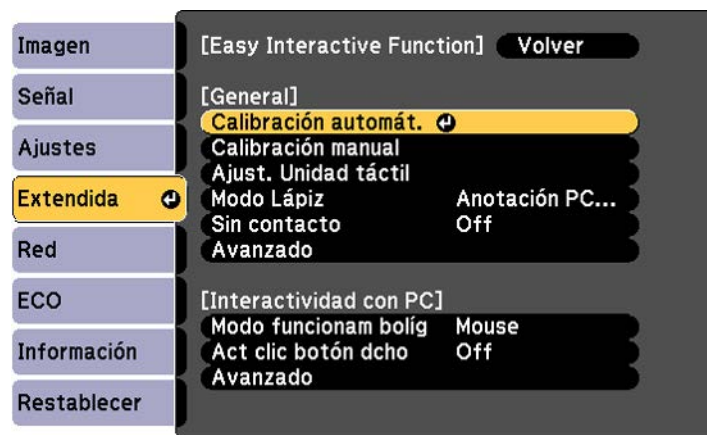 Imagen
Señal
Ajustes
Extendida
Red
ECO
Información
Restablecer
[Easy Interactive Function] Volver
[General]
Calibración automát.
Calibración manual
Ajust. Unidad táctil
Modo Lápiz Anotación PC...
Sin contacto Off
Avanzado
[Interactividad con PC]
Modo funcionam bolíg Mouse
Act clic botón dcho Off
Avanzado